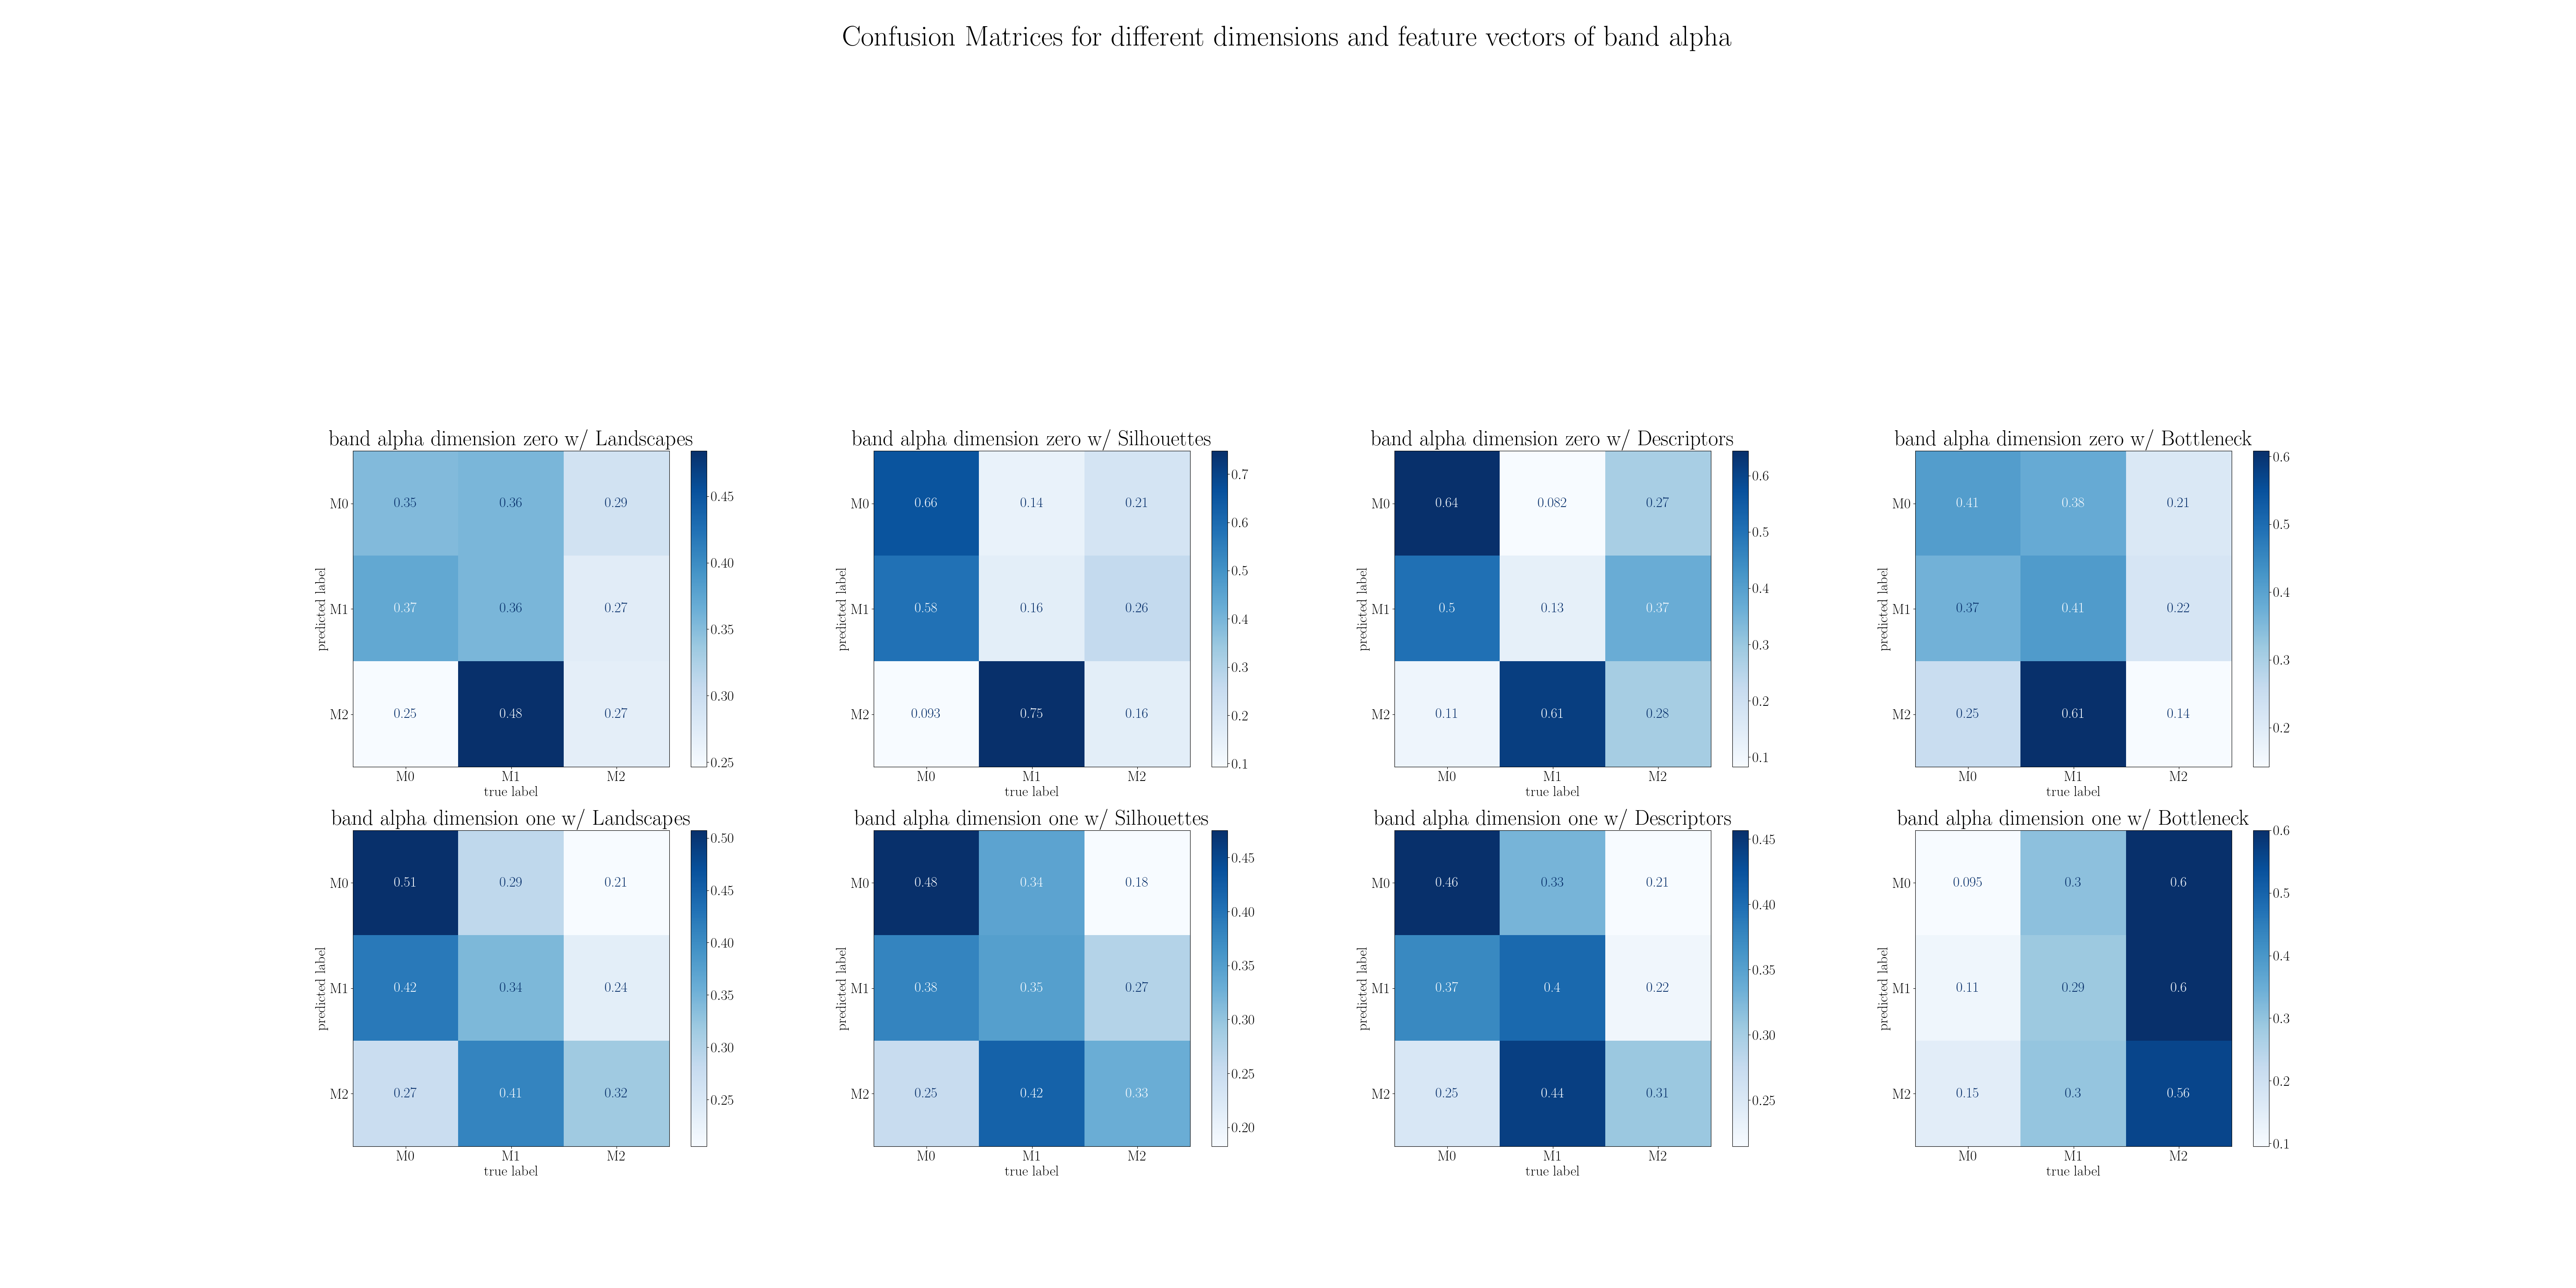 Confusion Matrices for different dimensions and feature vectors of band alpha
band alpha dimension zero w/ Landscapes
predicted label
M0 0.35 0.36 0.29
M1 0.37 0.36 0.27
M2 0.25 0.48 0.27
M0 M1 M2
true label
0.45
0.40
0.35
0.30
0.25
band alpha dimension zero w/ Silhouettes
predicted label
M0 0.66 0.14 0.21
M1 0.58 0.16 0.26
M2 0.093 0.75 0.16
M0 M1 M2
true label
0.7
0.6
0.5
0.4
0.3
0.2
0.1
band alpha dimension zero w/ Descriptors
predicted label
M0 0.64 0.082 0.27
M1 0.5 0.13 0.37
M2 0.11 0.61 0.28
M0 M1 M2
true label
0.6
0.5
0.4
0.3
0.2
0.1
band alpha dimension zero w/ Bottleneck
predicted label
M0 0.41 0.38 0.21
M1 0.37 0.41 0.22
M2 0.25 0.61 0.14
M0 M1 M2
true label
0.6
0.5
0.4
0.3
0.2
band alpha dimension one w/ Landscapes
predicted label
M0 0.51 0.29 0.21
M1 0.42 0.34 0.24
M2 0.27 0.41 0.32
M0 M1 M2
true label
0.50
0.45
0.40
0.35
0.30
0.25
band alpha dimension one w/ Silhouettes
predicted label
M0 0.48 0.34 0.18
M1 0.38 0.35 0.27
M2 0.25 0.42 0.33
M0 M1 M2
true label
0.45
0.40
0.35
0.30
0.25
0.20
band alpha dimension one w/ Descriptors
predicted label
M0 0.46 0.33 0.21
M1 0.37 0.4 0.22
M2 0.25 0.44 0.31
M0 M1 M2
true label
0.45
0.40
0.35
0.30
0.25
band alpha dimension one w/ Bottleneck
predicted label
M0 0.095 0.3 0.6
M1 0.11 0.29 0.6
M2 0.15 0.3 0.56
M0 M1 M2
true label
0.6
0.5
0.4
0.3
0.2
0.1